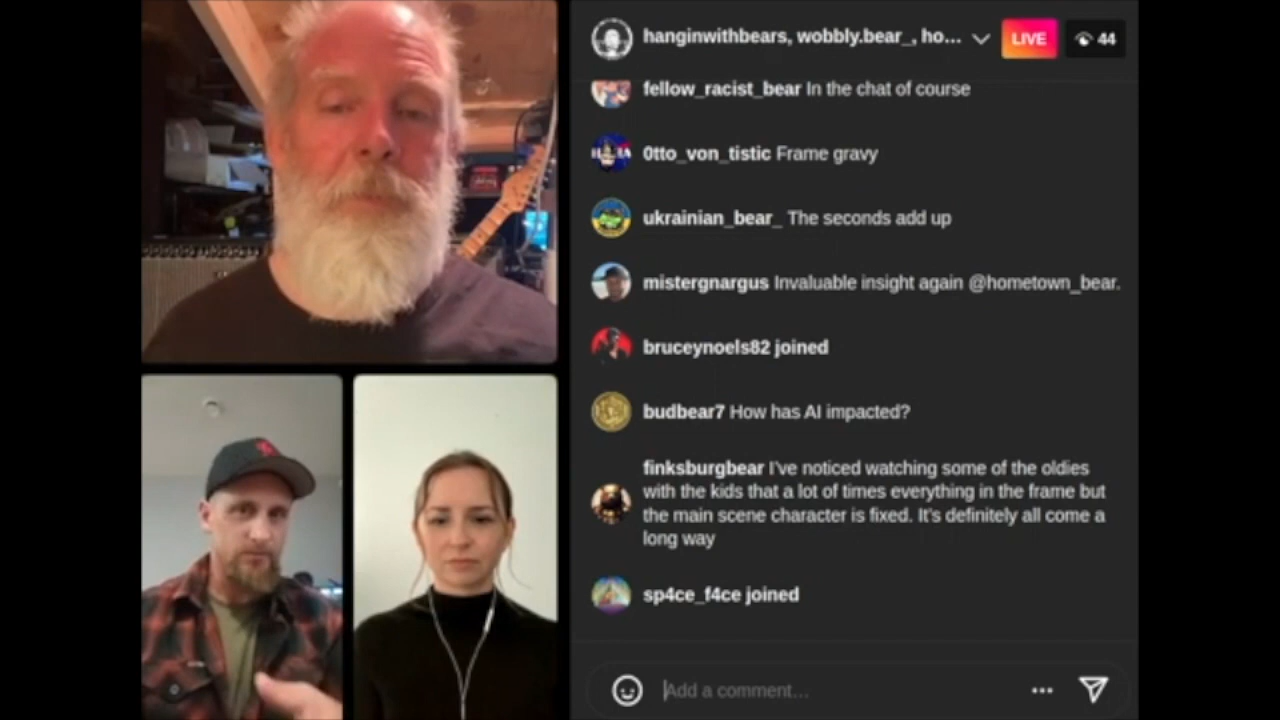 hanginwithbears, wobbly.bear_, ho...
LIVE
44
fellow_racist_bear In the chat of course
0tto_von_tistic Frame gravy
ukrainian_bear_ The seconds add up
mistergnargus Invaluable insight again @hometown_bear.
bruceynoels82 joined
budbear7 How has AI impacted?
finksburgbear I've noticed watching some of the oldies
with the kids that a lot of times everything in the frame but
the main scene character is fixed. It's definitely all come a
long way
sp4ce_f4ce joined
Add a comment...